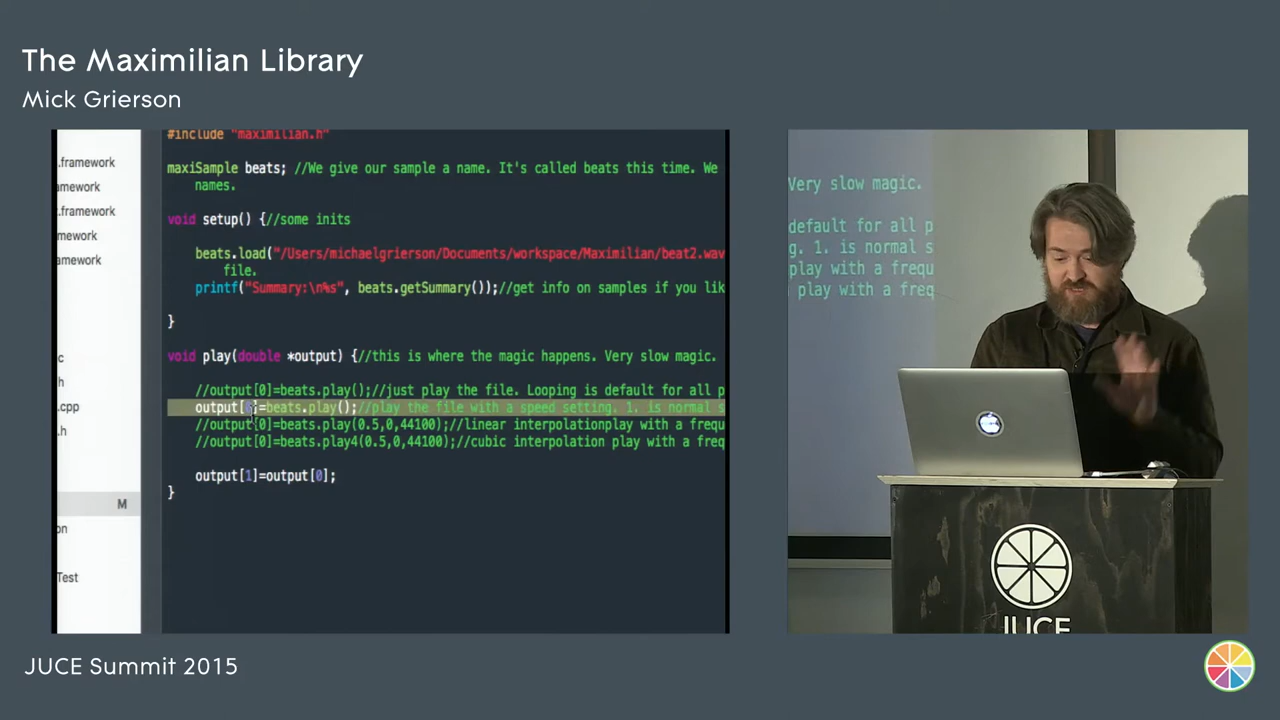 The Maximilian Library
Mick Grierson
#include "maximilian.h"
maxiSample beats; //We give our sample a name. It's called beats this time. We
names.
void setup() {//some inits
beats.load("/Users/michaelgrierson/Documents/workspace/Maximilian/beat2.wav
file.
printf("Summary:\n%s", beats.getSummary());//get info on samples if you lik
}
void play(double *output) {//this is where the magic happens. Very slow magic.
//output[0]=beats.play();//just play the file. Looping is default for all p
output[0]=beats.play();//play the file with a speed setting. 1. is normal s
//output[0]=beats.play(0.5,0,44100);//linear interpolationplay with a frequ
//output[0]=beats.play4(0.5,0,44100);//cubic interpolation play with a freq
output[1]=output[0];
}
.framework
amework
t.framework
mework
amework
c
h
.cpp
.h
M
on
Test
Very slow magic.
default for all p
g. 1. is normal s
play with a frequ
play with a freq
JUCE
JUCE Summit 2015